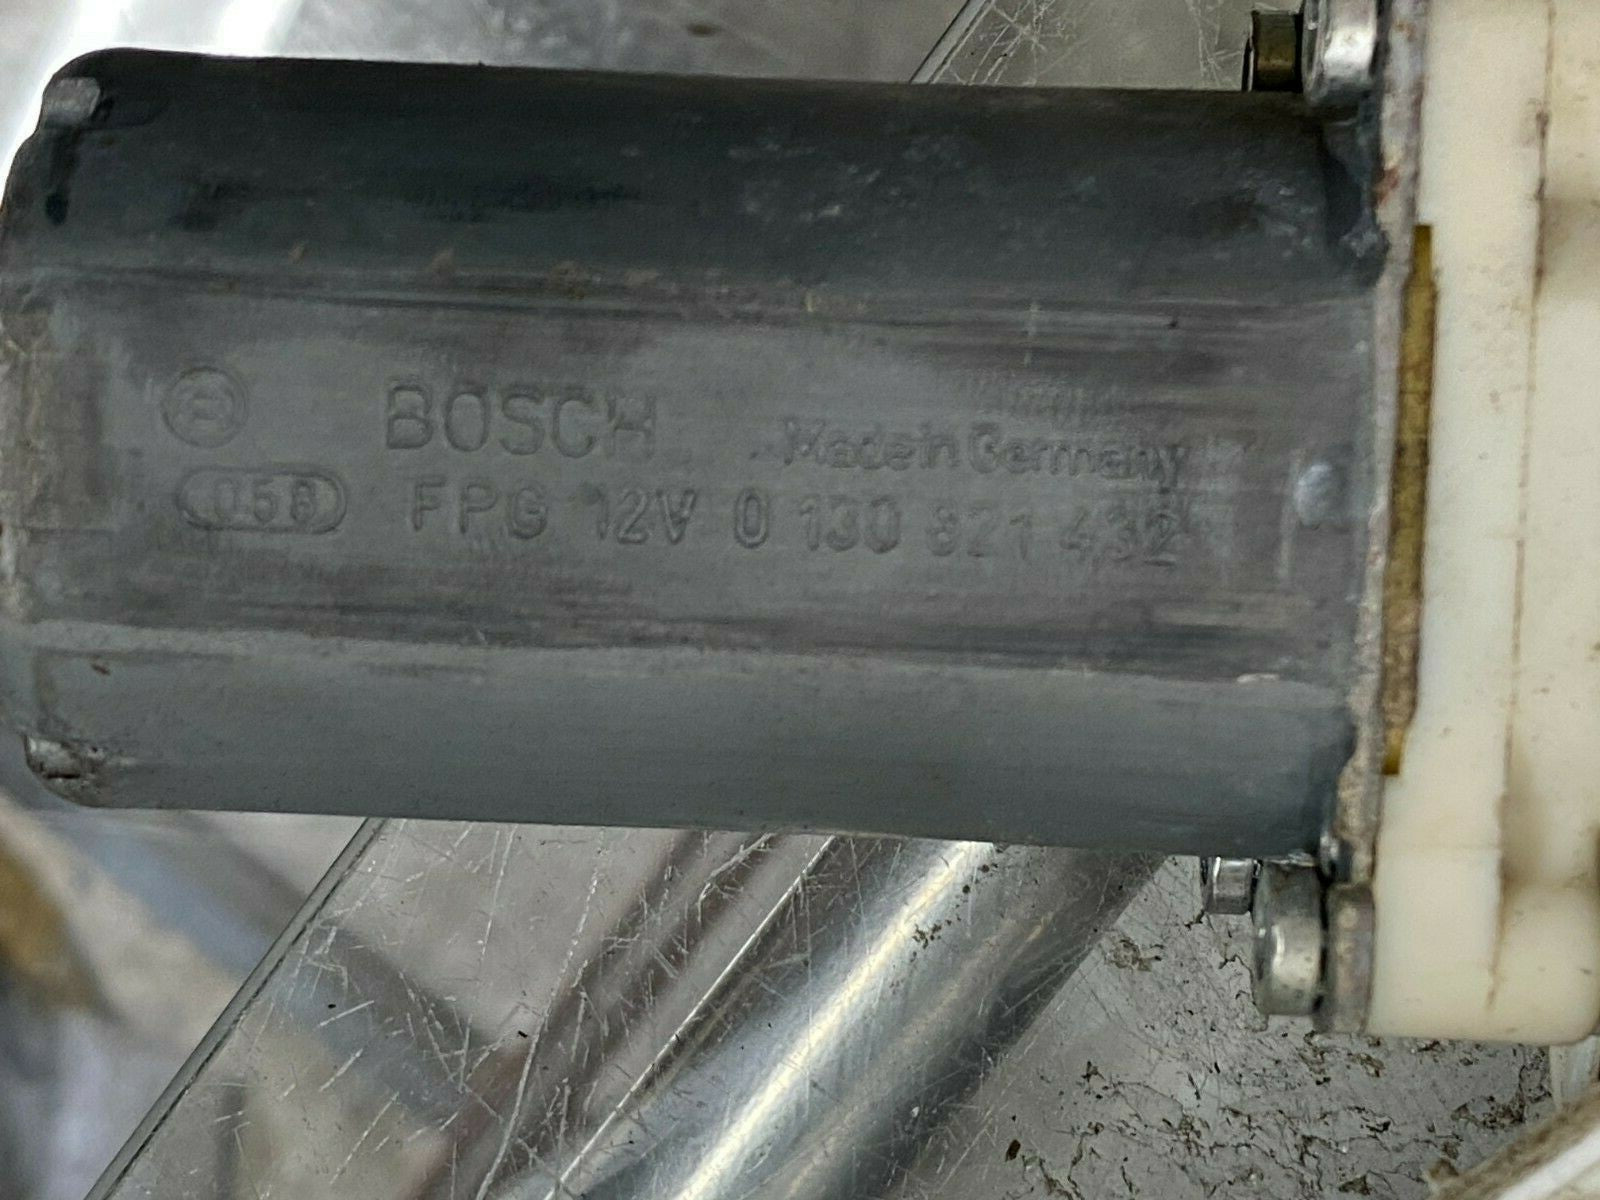 BOSCH Made in Germany
058 FPG 12V 0 130 821 432